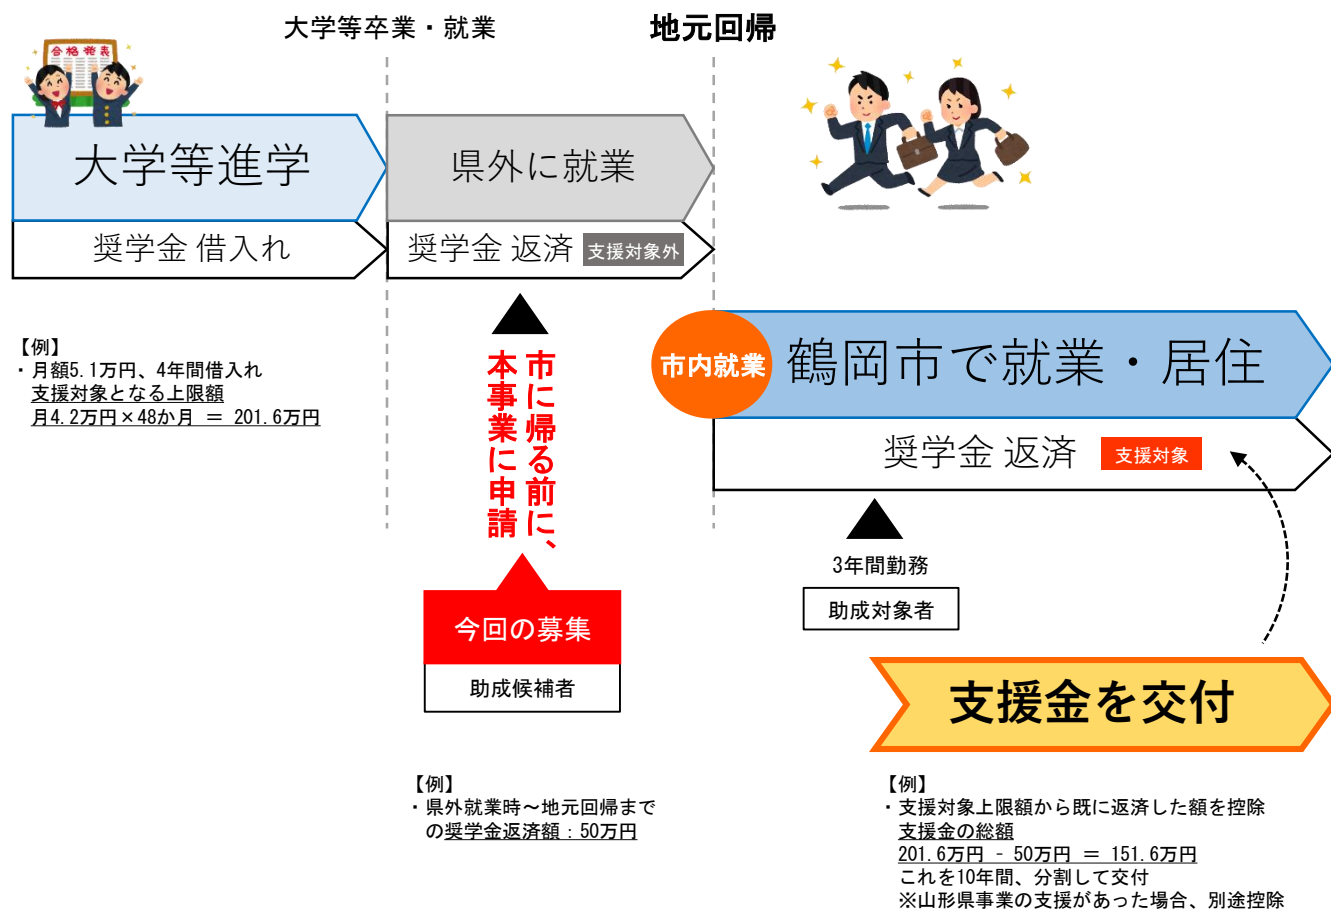 大学等卒業・就業
地元回帰
合格発表
大学等進学
県外に就業
奨学金 借入れ
奨学金 返済 支援対象外
【例】
・月額5.1万円、4年間借入れ
支援対象となる上限額
月4.2万円×48か月 ＝ 201.6万円
市に帰る前に、
本事業に申請
今回の募集
助成候補者
市内就業
鶴岡市で就業・居住
奨学金 返済 支援対象
3年間勤務
助成対象者
支援金を交付
【例】
・県外就業時～地元回帰まで
の奨学金返済額：50万円
【例】
・支援対象上限額から既に返済した額を控除
支援金の総額
201.6万円 － 50万円 ＝ 151.6万円
これを10年間、分割して交付
※山形県事業の支援があった場合、別途控除